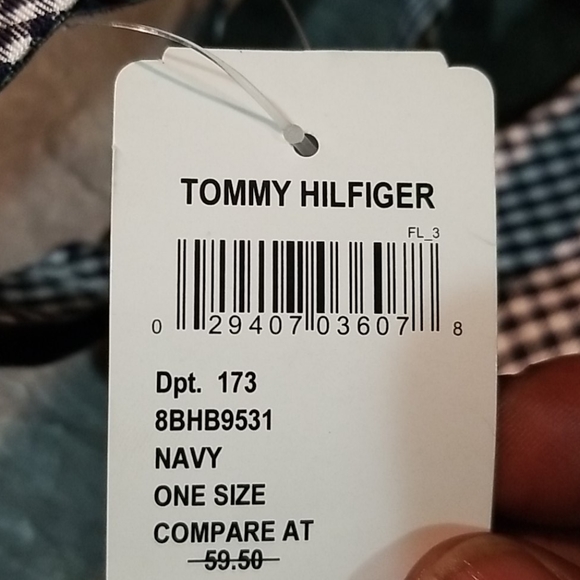 TOMMY HILFIGER
FL_3
0 29407 03607 8
Dpt. 173
8BHB9531
NAVY
ONE SIZE
COMPARE AT
59.50